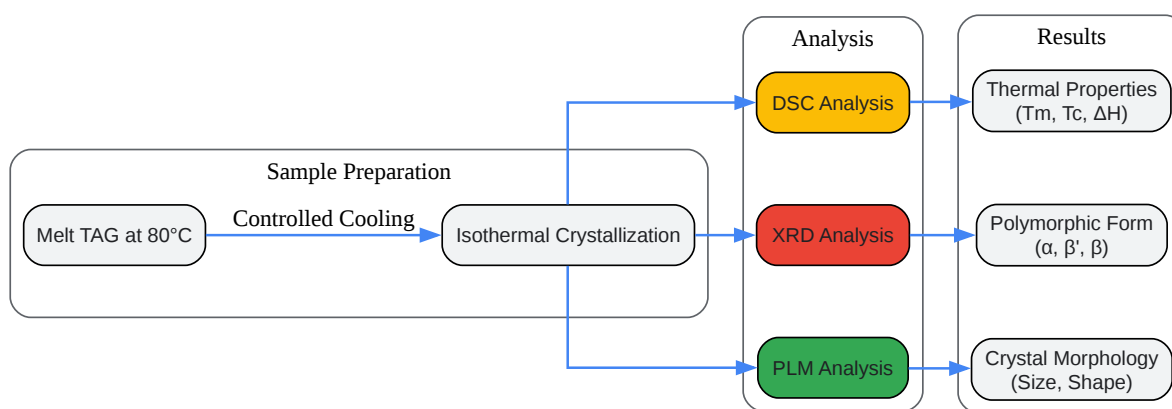 Sample Preparation
Melt TAG at 80°C
Controlled Cooling
Isothermal Crystallization
Analysis
DSC Analysis
XRD Analysis
PLM Analysis
Results
Thermal Properties
(Tm, Tc, ΔH)
Polymorphic Form
(α, β', β)
Crystal Morphology
(Size, Shape)